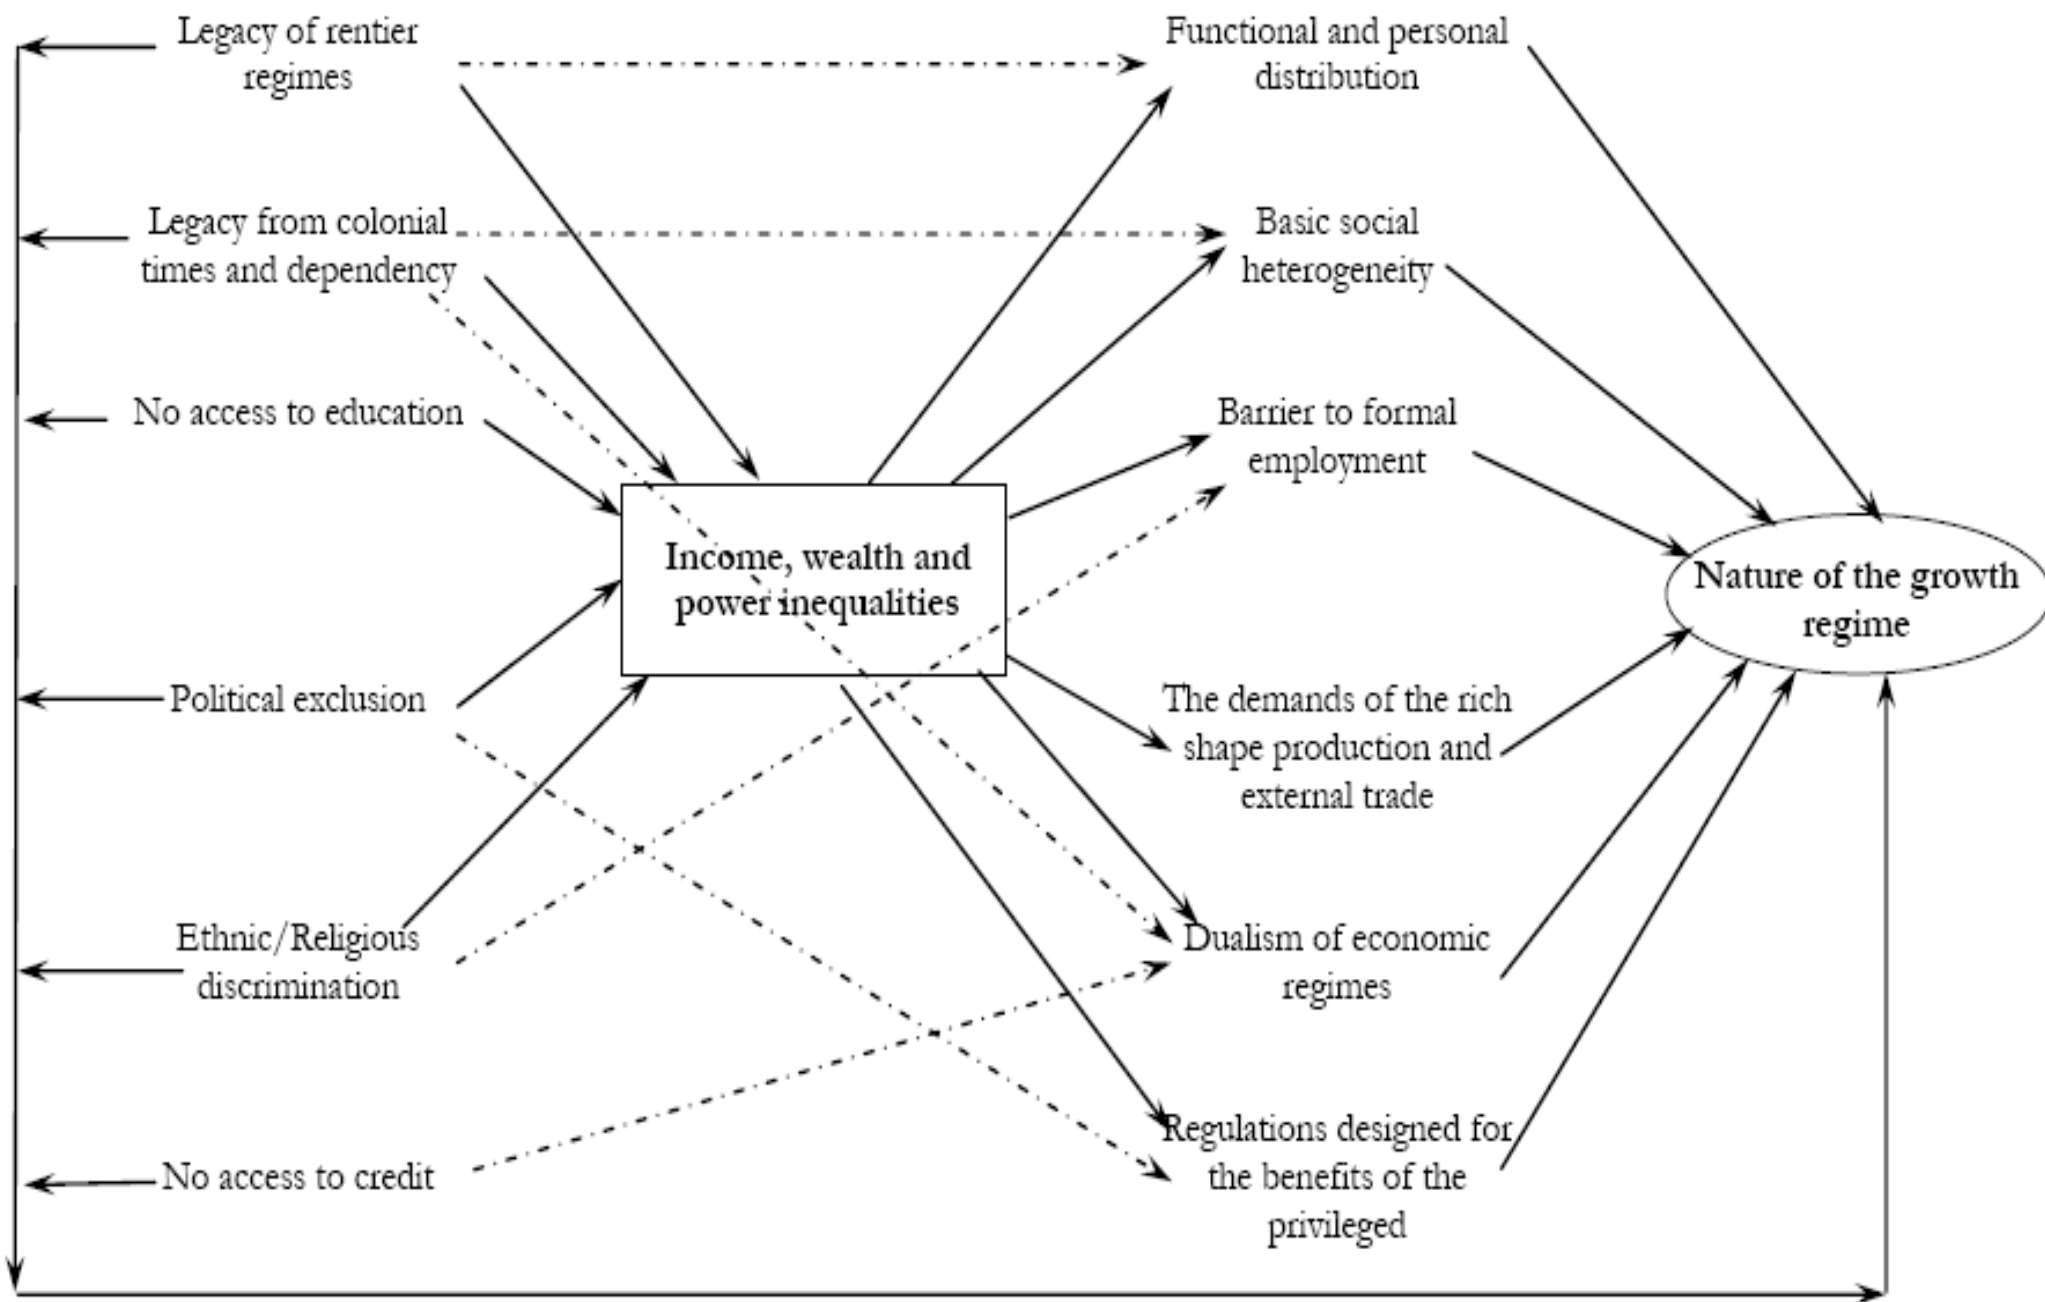 Legacy of rentier
regimes
Legacy from colonial
times and dependency
No access to education
Political exclusion
Ethnic/Religious
discrimination
No access to credit
Income, wealth and
power inequalities
Functional and personal
distribution
Basic social
heterogeneity
Barrier to formal
employment
The demands of the rich
shape production and
external trade
Dualism of economic
regimes
Regulations designed for
the benefits of the
privileged
Nature of the growth
regime